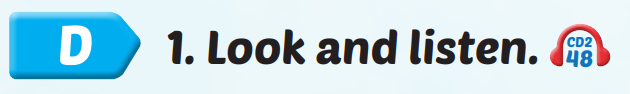 D 1. Look and listen. CD2
48